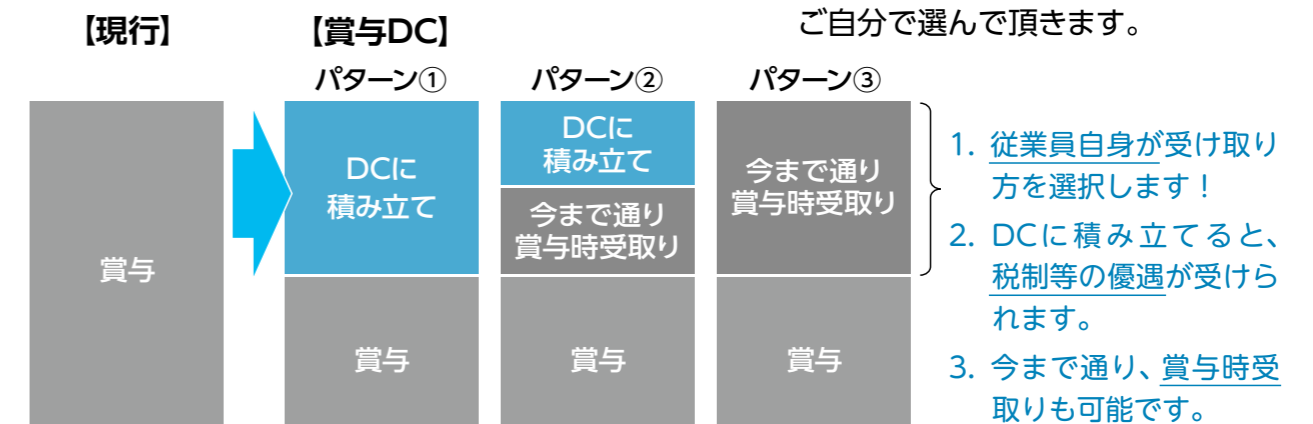 ご自分で選んで頂きます。
【現行】
【賞与DC】
パターン①
パターン②
パターン③
賞与
DCに
積み立て
賞与
DCに
積み立て
今まで通り
賞与時受取り
賞与
今まで通り
賞与時受取り
賞与
1. 従業員自身が受け取り
方を選択します！
2. DCに積み立てると、
税制等の優遇が受けら
れます。
3. 今まで通り、賞与時受
取りも可能です。